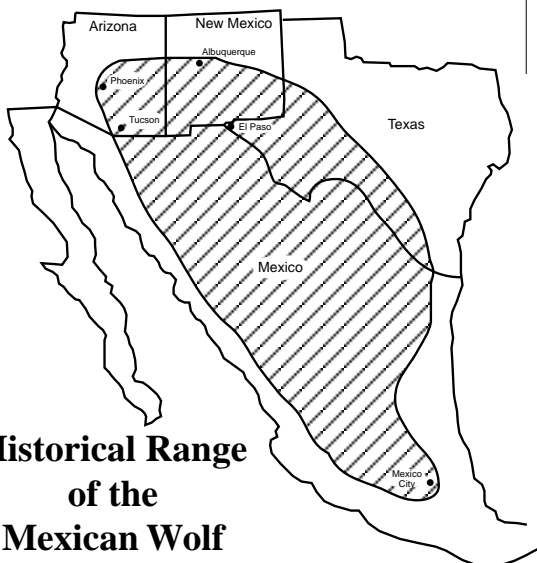 Arizona
New Mexico
Albuquerque
Phoenix
Tucson
El Paso
Texas
Mexico
Historical Range
of the
Mexican Wolf
Mexico
City